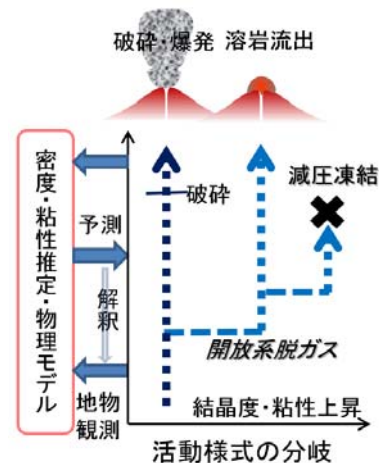 破砕・爆発 溶岩流出
密度・粘性推定・物理モデル
予測
解釈
地物
観測
破砕
減圧凍結
開放系脱ガス
結晶度・粘性上昇
活動様式の分岐